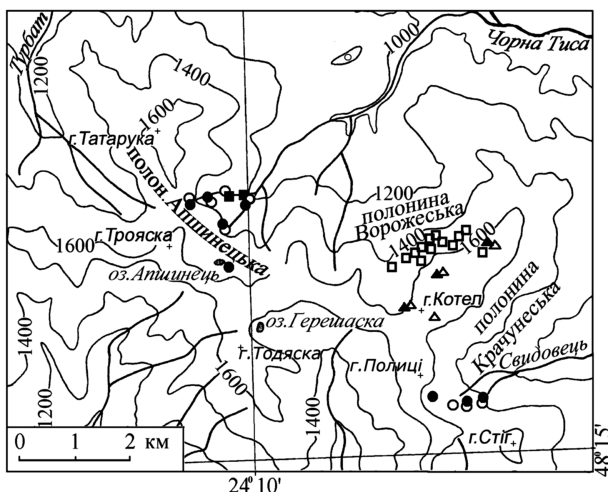 Турбат
1200
1400
1600
1000
Чорна Тиса
г.Татарука
полон. Апшинецька
1200
полонина
Ворожеська
1400
1600
г.Трояска
1600
оз.Апшинець
г.Котел
полонина
Крачунеська
оз.Герешаска
г.Тодяска
г.Полиці
Свидовець
1400
1200
1600
1400
г.Стіг
0 1 2 км
24°10'
48°15'